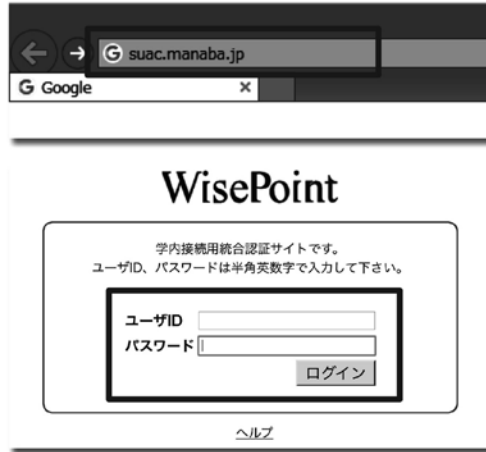 suac.manaba.jp
Google
WisePoint
学内接続用統合認証サイトです。
ユーザID、パスワードは半角英数字で入力して下さい。
ユーザID
パスワード
ログイン
ヘルプ